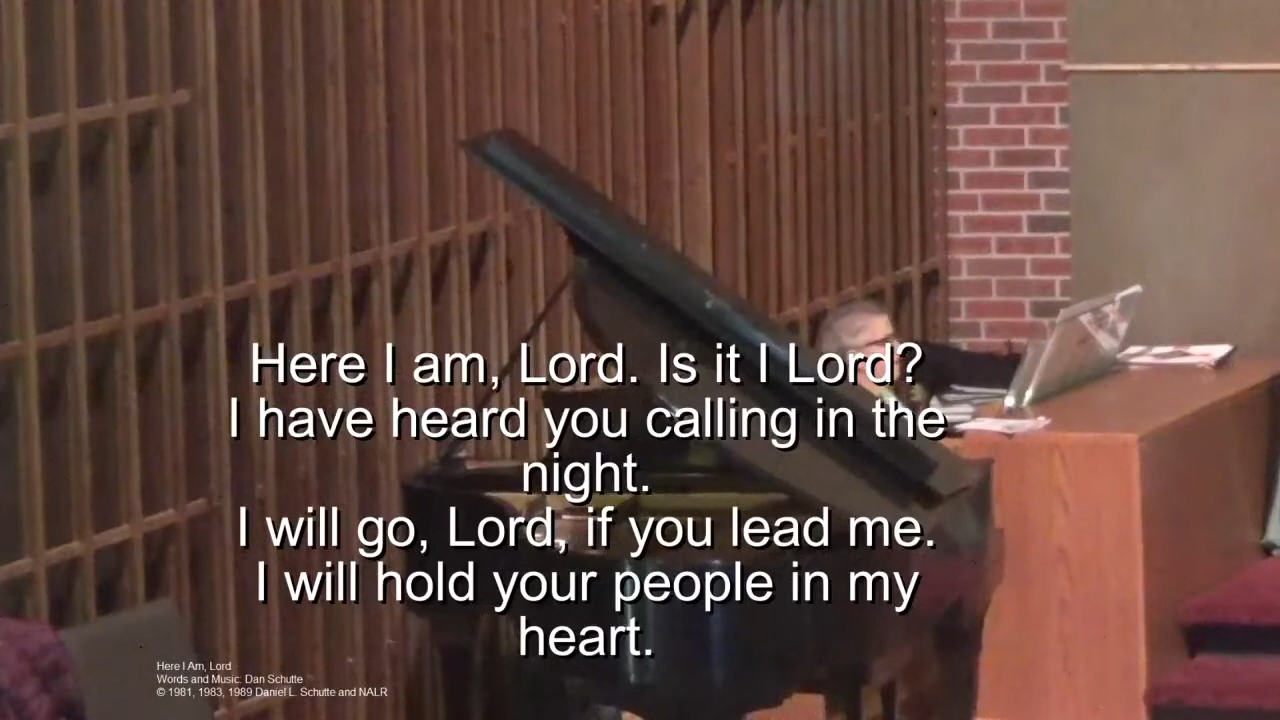 Here I am, Lord. Is it I Lord?
I have heard you calling in the
night.
I will go, Lord, if you lead me.
I will hold your people in my
heart.
Here I Am, Lord
Words and Music: Dan Schutte
© 1981, 1983, 1989 Daniel L. Schutte and NALR